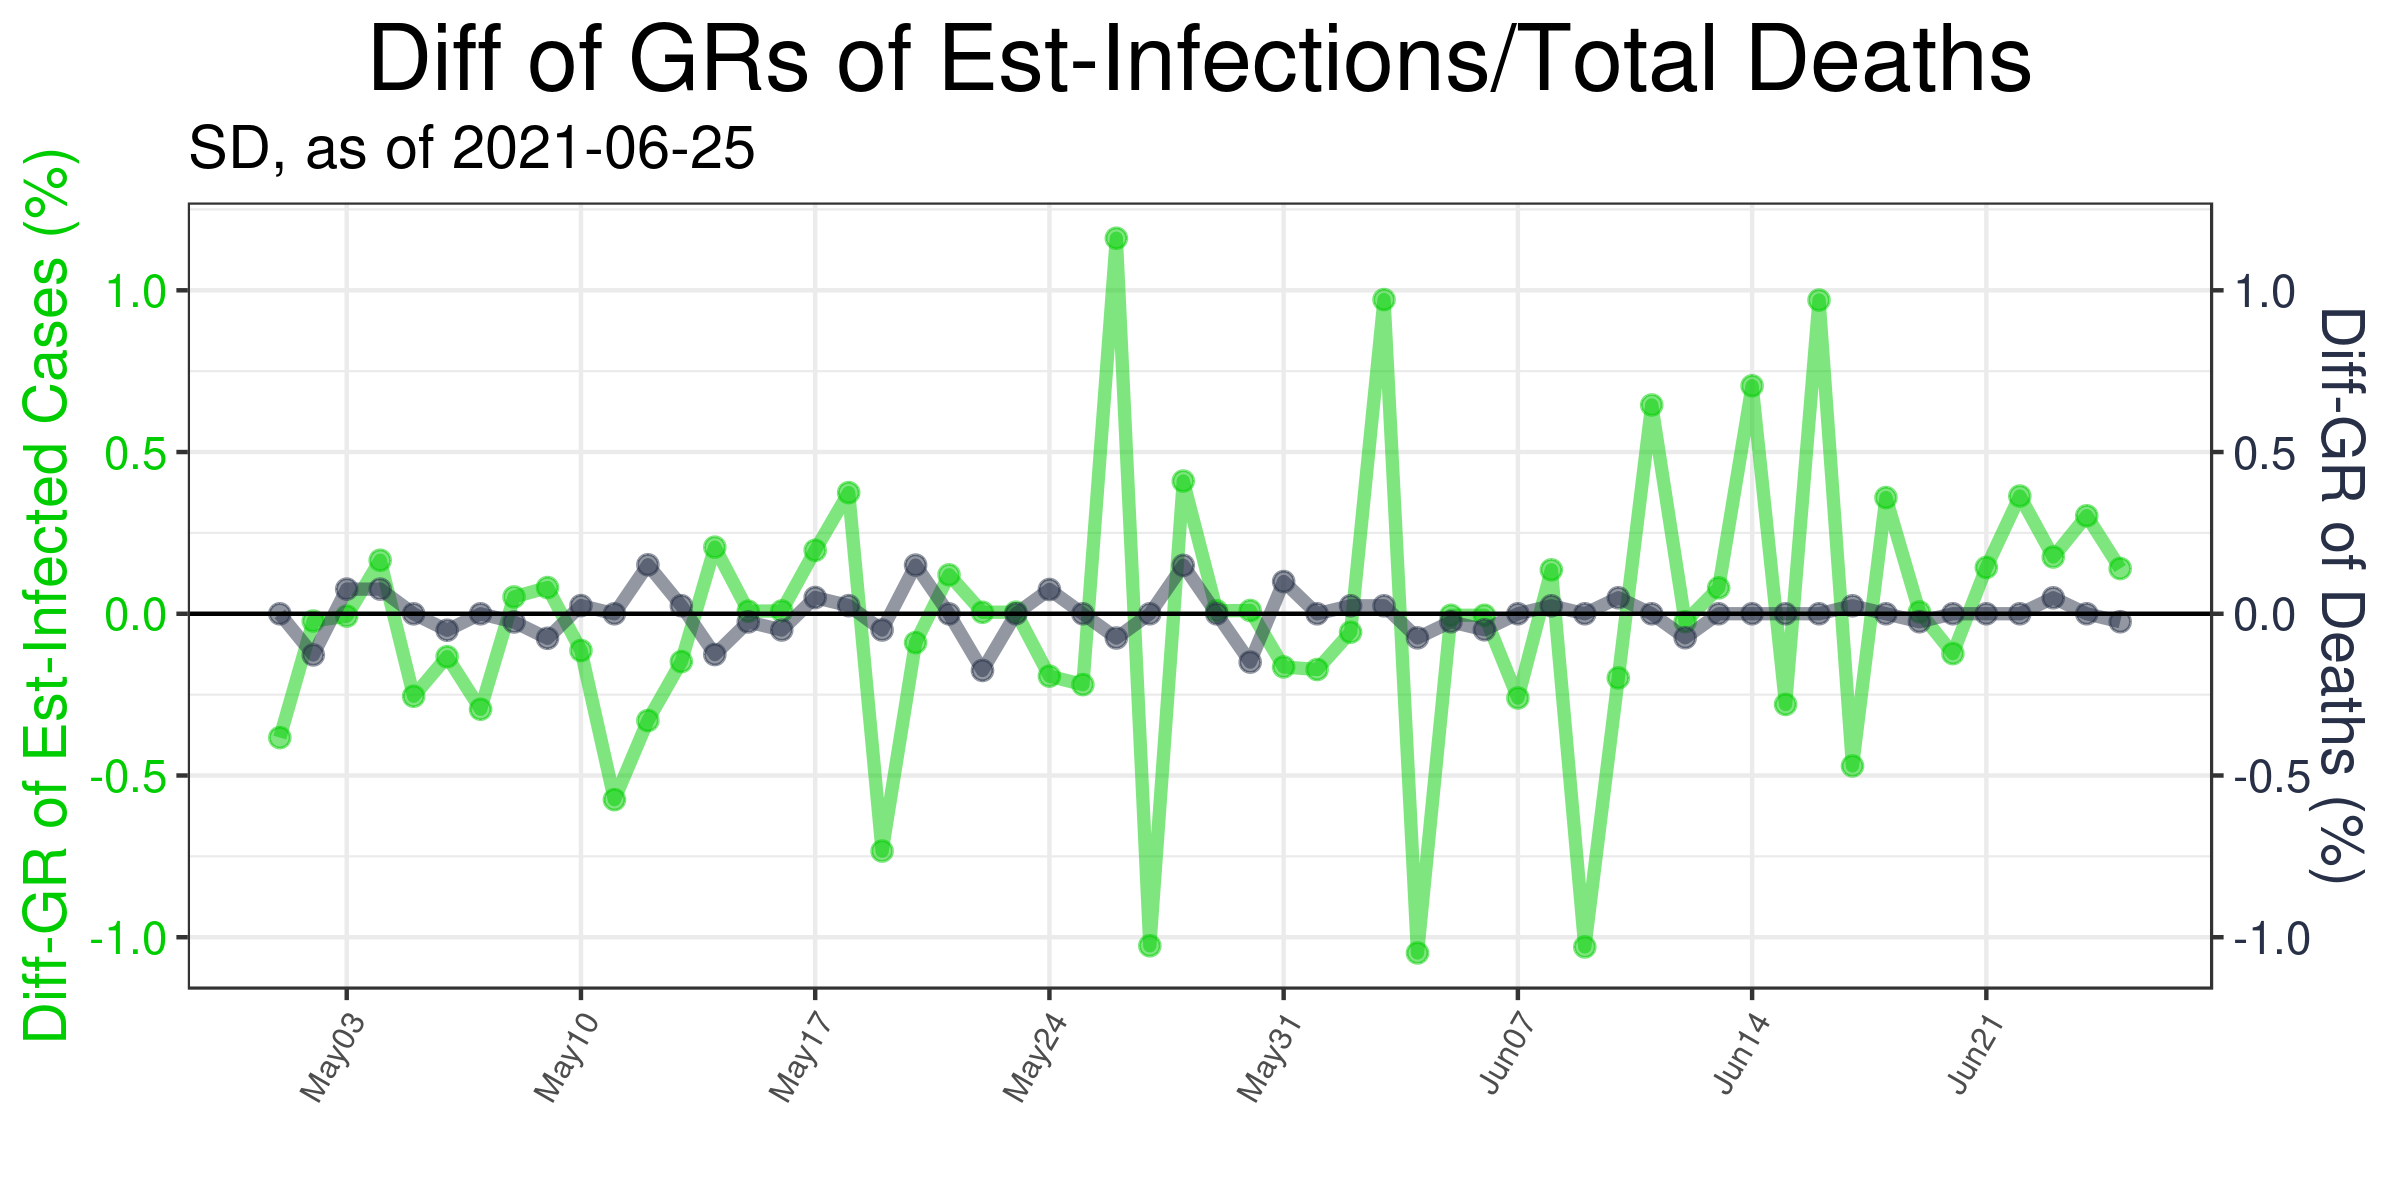 Diff of GRs of Est-Infections/Total Deaths
SD, as of 2021-06-25
Diff-GR of Est-Infected Cases (%)
1.0
0.5
0.0
-0.5
-1.0
1.0
0.5
0.0
-0.5
-1.0
Diff-GR of Deaths (%)
May03
May10
May17
May24
May31
Jun07
Jun14
Jun21